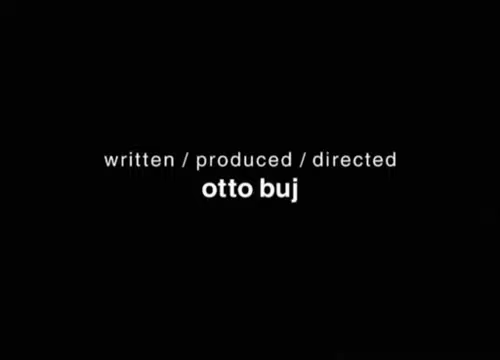 written / produced / directed
otto buj